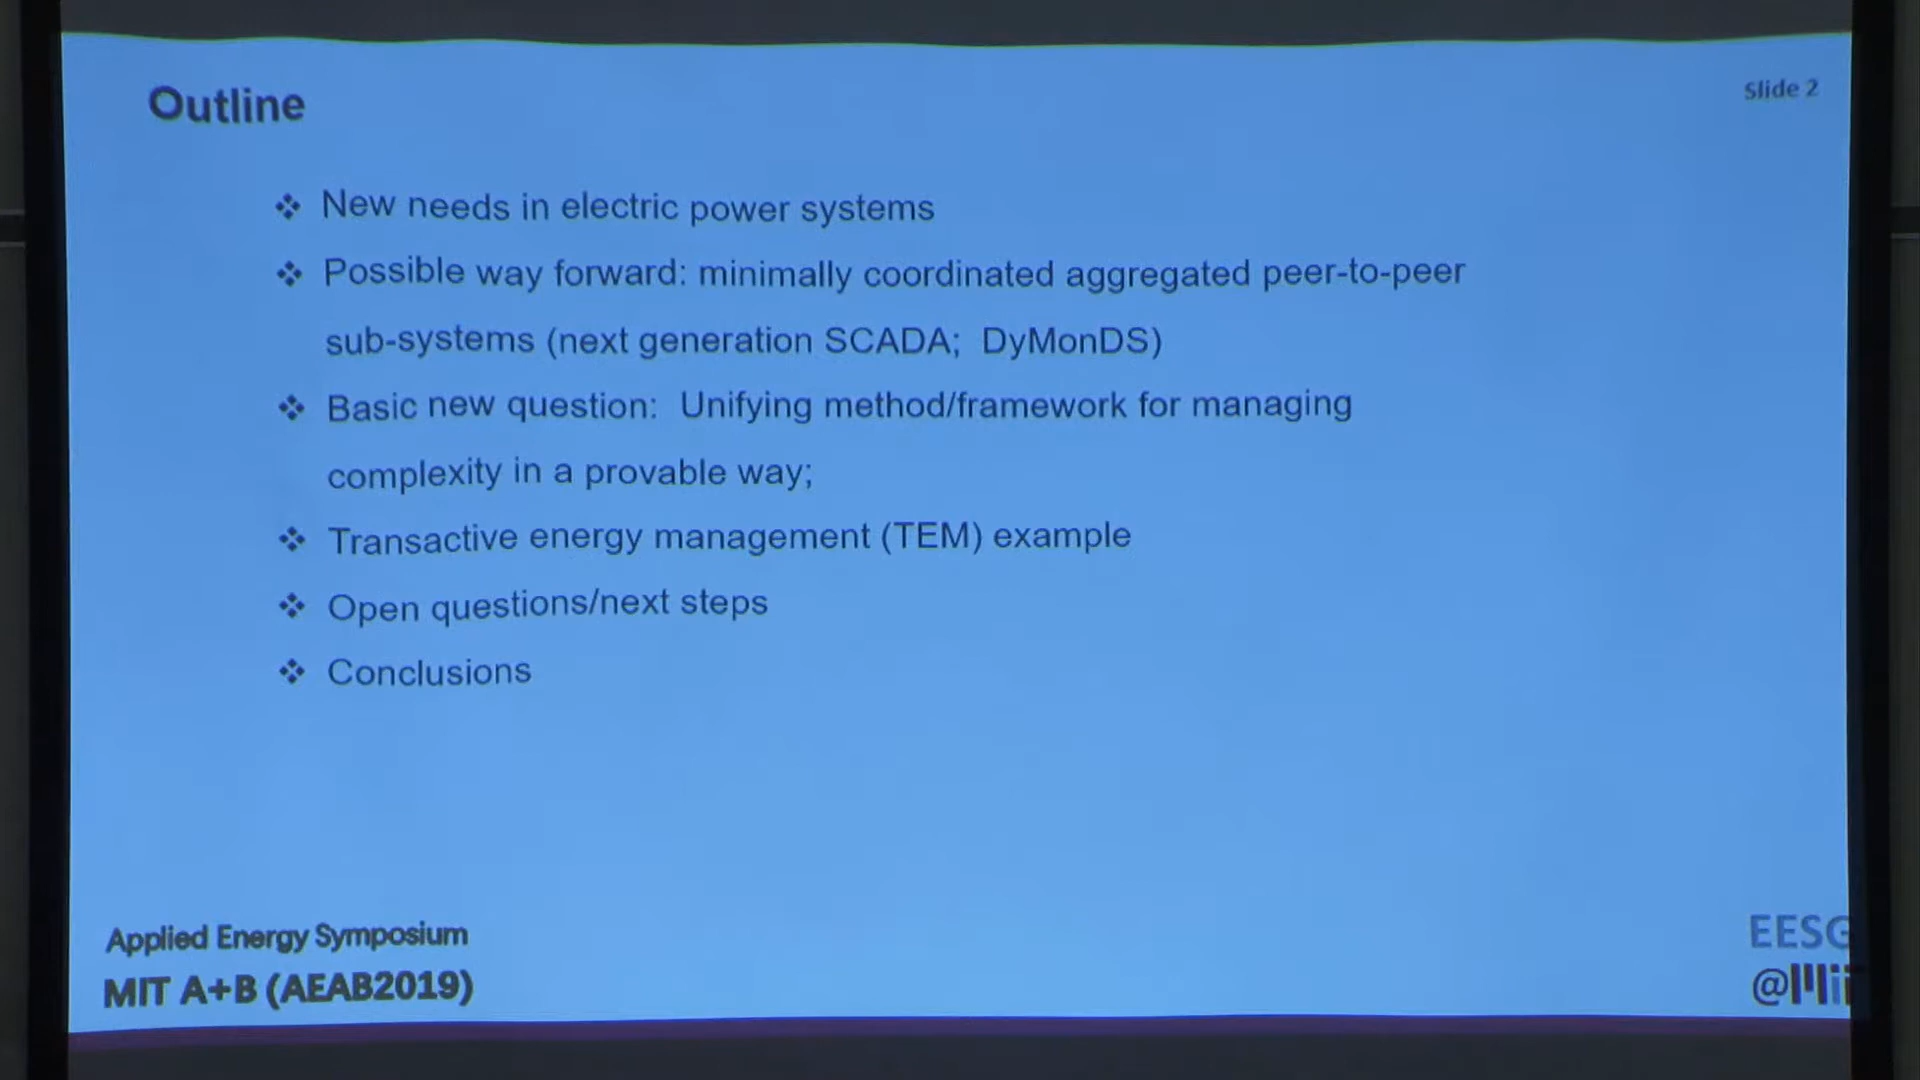 Outline
Slide 2
❖ New needs in electric power systems
❖ Possible way forward: minimally coordinated aggregated peer-to-peer
sub-systems (next generation SCADA; DyMonDS)
❖ Basic new question: Unifying method/framework for managing
complexity in a provable way;
❖ Transactive energy management (TEM) example
❖ Open questions/next steps
❖ Conclusions
Applied Energy Symposium
MIT A+B (AEAB2019)
EESG
@MIT